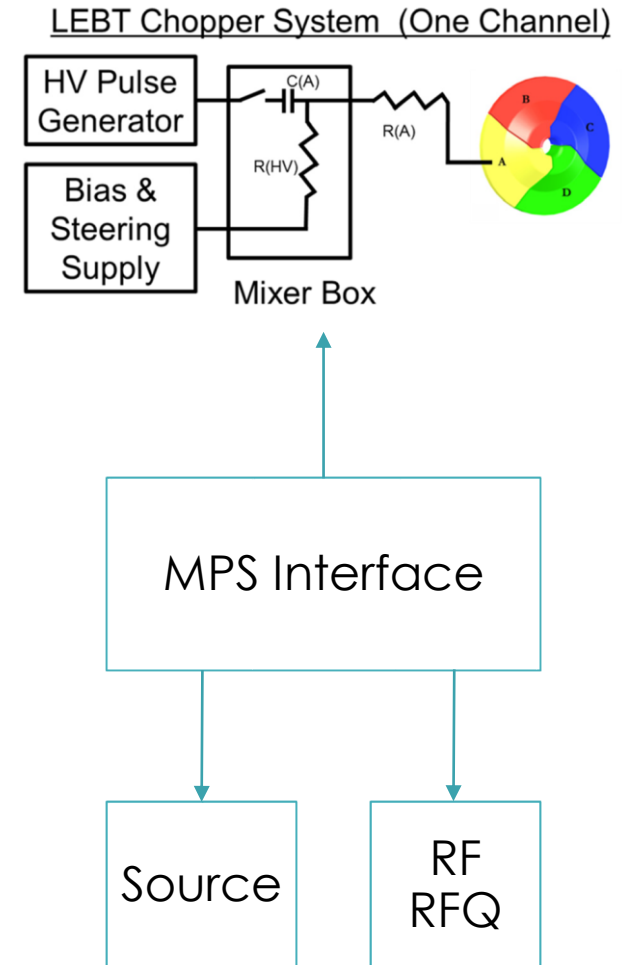 LEBT Chopper System (One Channel)
HV Pulse
Generator
C(A)
R(A)
R(HV)
B
C
A
D
Bias &
Steering
Supply
Mixer Box
MPS Interface
Source
RF
RFQ